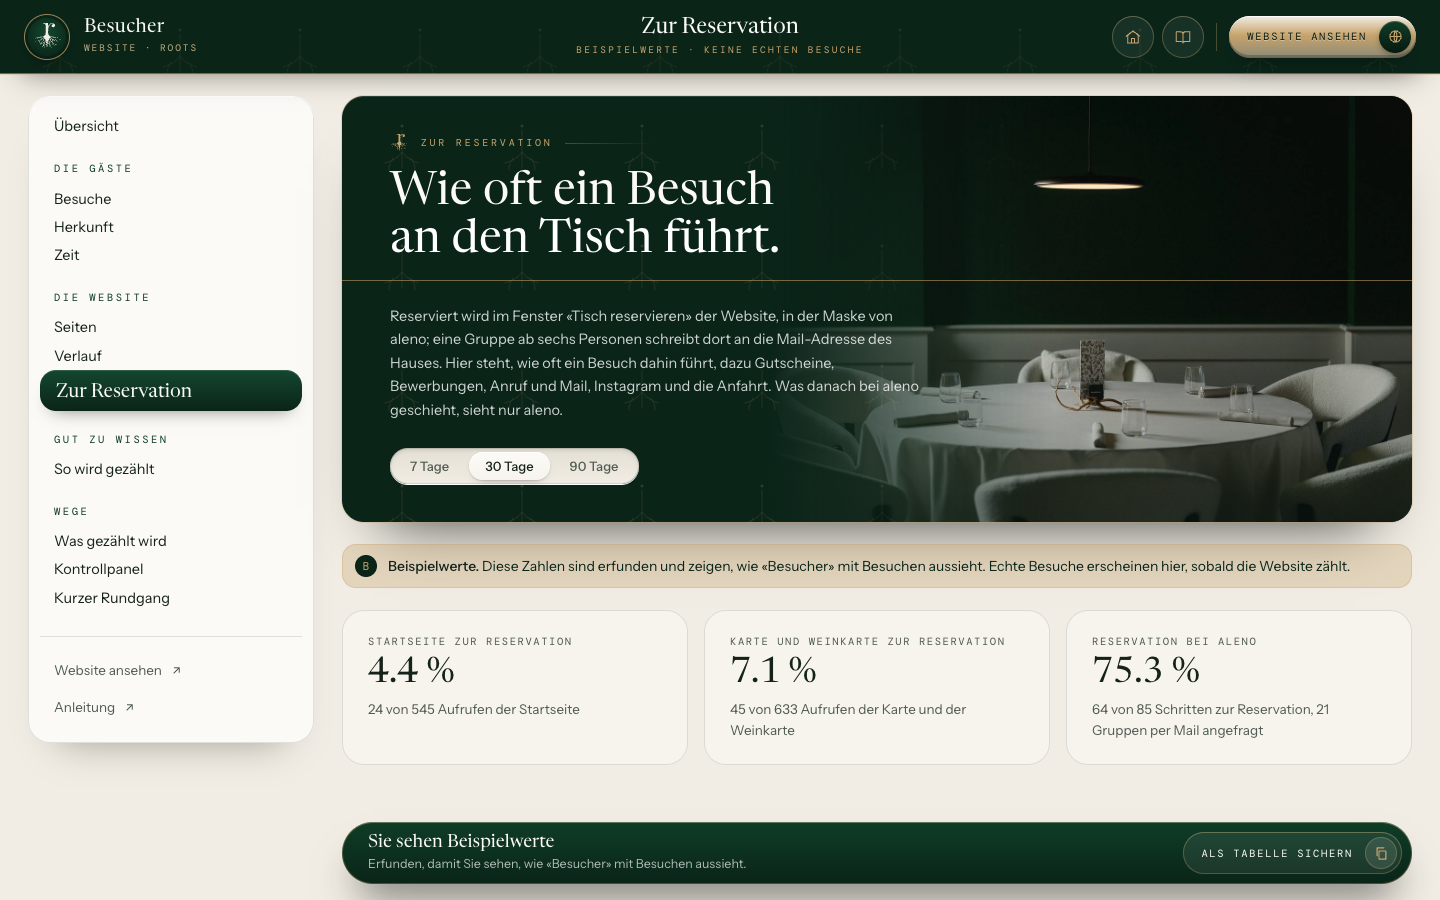 Besucher
WEBSITE · ROOTS
Zur Reservation
BEISPIELWERTE · KEINE ECHTEN BESUCHE
WEBSITE ANSEHEN
Übersicht
DIE GÄSTE
Besuche
Herkunft
Zeit
DIE WEBSITE
Seiten
Verlauf
Zur Reservation
GUT ZU WISSEN
So wird gezählt
WEGE
Was gezählt wird
Kontrollpanel
Kurzer Rundgang
Website ansehen ↗
Anleitung ↗
ZUR RESERVATION
Wie oft ein Besuch
an den Tisch führt.
Reserviert wird im Fenster «Tisch reservieren» der Website, in der Maske von
aleno; eine Gruppe ab sechs Personen schreibt dort an die Mail-Adresse des
Hauses. Hier steht, wie oft ein Besuch dahin führt, dazu Gutscheine,
Bewerbungen, Anruf und Mail, Instagram und die Anfahrt. Was danach bei aleno
geschieht, sieht nur aleno.
7 Tage
30 Tage
90 Tage
B
Beispielwerte. Diese Zahlen sind erfunden und zeigen, wie «Besucher» mit Besuchen aussieht. Echte Besuche erscheinen hier, sobald die Website zählt.
STARTSEITE ZUR RESERVATION
4.4 %
24 von 545 Aufrufen der Startseite
KARTE UND WEINKARTE ZUR RESERVATION
7.1 %
45 von 633 Aufrufen der Karte und der
Weinkarte
RESERVATION BEI ALENO
75.3 %
64 von 85 Schritten zur Reservation, 21
Gruppen per Mail angefragt
Sie sehen Beispielwerte
Erfunden, damit Sie sehen, wie «Besucher» mit Besuchen aussieht.
ALS TABELLE SICHERN